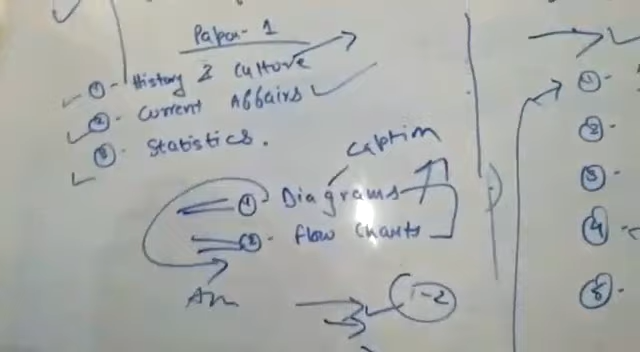 Paper-1
① History & Culture
② Current Affairs
③ Statistics.
Caption
① Diagrams
② Flow Charts
An
1-2
①
②
③
④
⑤